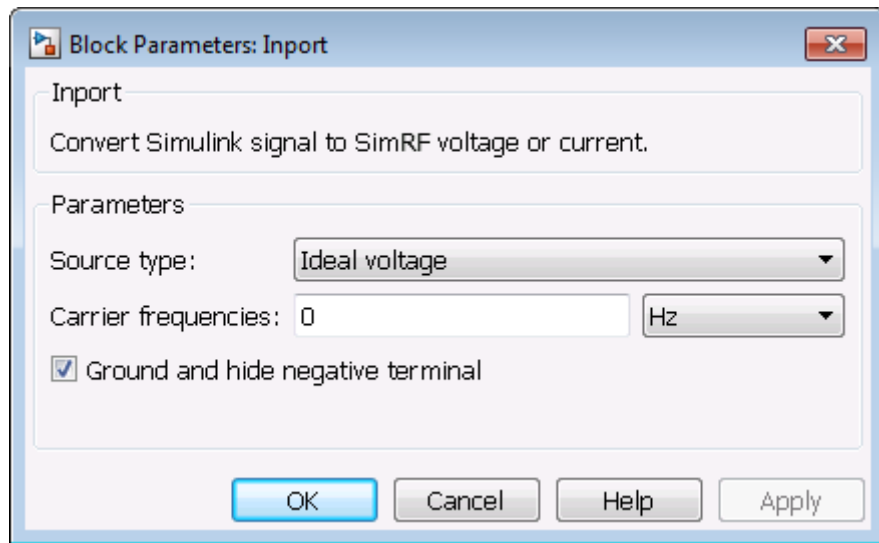 Block Parameters: Inport
Inport
Convert Simulink signal to SimRF voltage or current.
Parameters
Source type: Ideal voltage
Carrier frequencies: 0 Hz
Ground and hide negative terminal
OK Cancel Help Apply